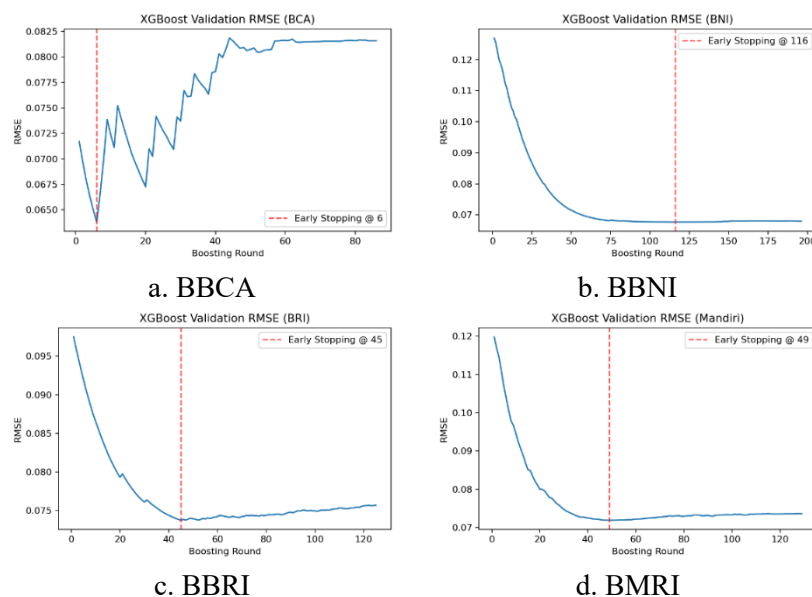 XGBoost Validation RMSE (BCA)
0.0825
0.0800
0.0775
0.0750
0.0725
0.0700
0.0675
0.0650
RMSE
0 20 40 60 80
Boosting Round
Early Stopping @ 6
a. BBCA
XGBoost Validation RMSE (BNI)
0.12
0.11
0.10
0.09
0.08
0.07
RMSE
0 25 50 75 100 125 150 175 200
Boosting Round
Early Stopping @ 116
b. BBNI
XGBoost Validation RMSE (BRI)
0.095
0.090
0.085
0.080
0.075
RMSE
0 20 40 60 80 100 120
Boosting Round
Early Stopping @ 45
c. BBRI
XGBoost Validation RMSE (Mandiri)
0.12
0.11
0.10
0.09
0.08
0.07
RMSE
0 20 40 60 80 100 120
Boosting Round
Early Stopping @ 49
d. BMRI